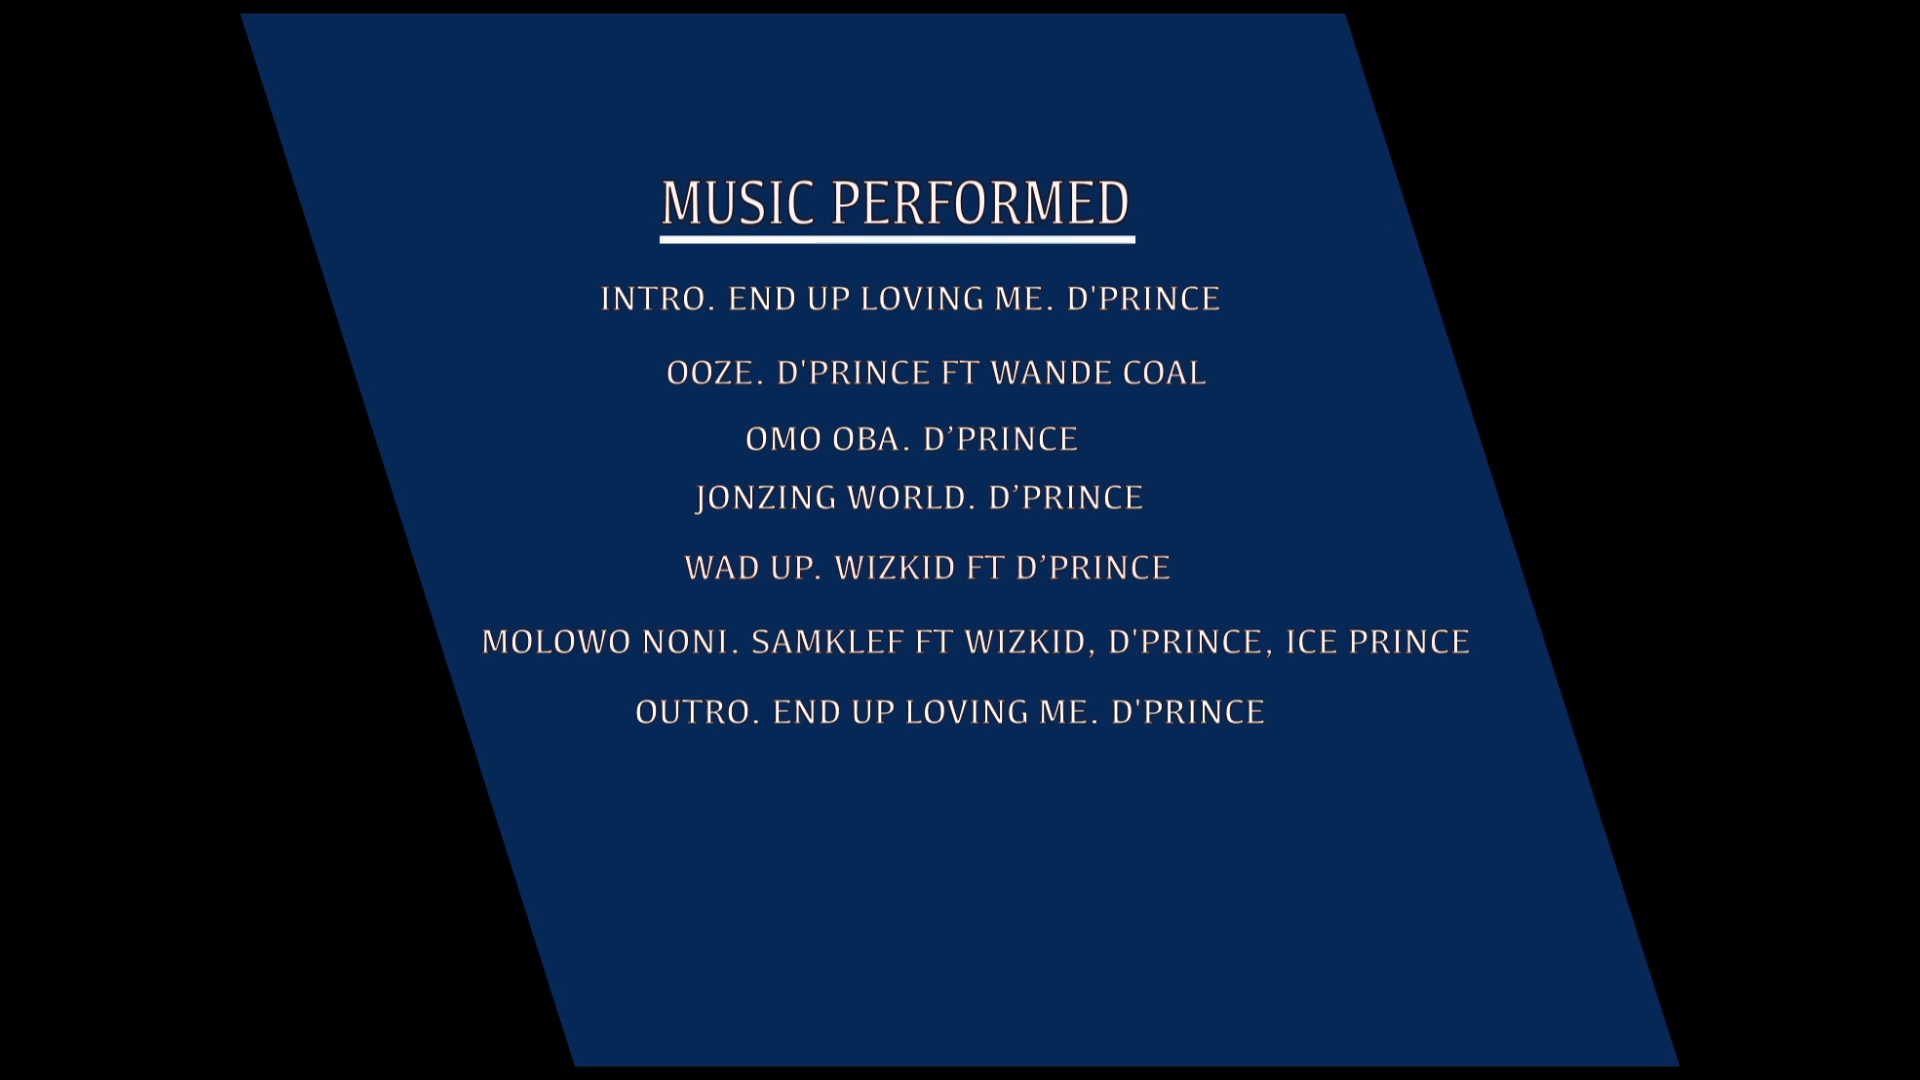 MUSIC PERFORMED
INTRO. END UP LOVING ME. D'PRINCE
OOZE. D'PRINCE FT WANDE COAL
OMO OBA. D’PRINCE
JONZING WORLD. D’PRINCE
WAD UP. WIZKID FT D’PRINCE
MOLOWO NONI. SAMKLEF FT WIZKID, D'PRINCE, ICE PRINCE
OUTRO. END UP LOVING ME. D'PRINCE